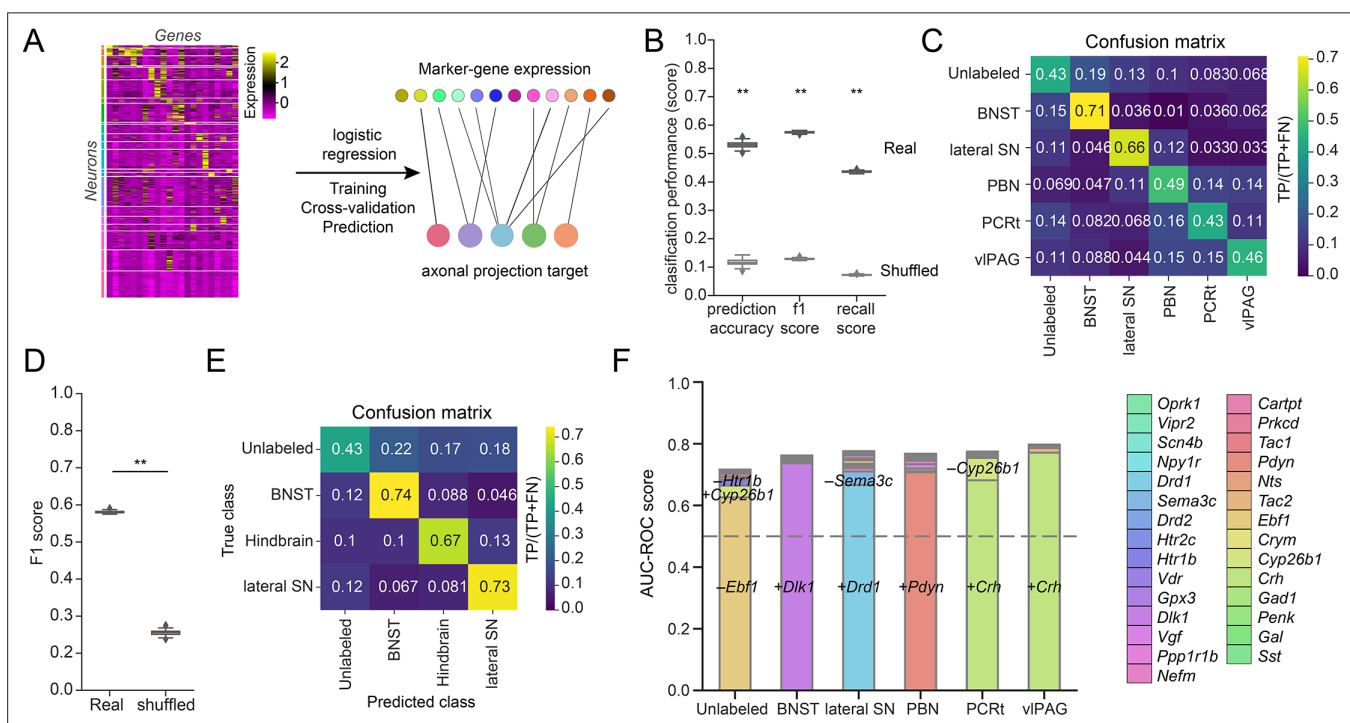 A
Genes
Neurons
Expression
2
1
0
logistic
regression
Training
Cross-validation
Prediction
Marker-gene expression
axonal projection target
B
clasification performance (score)
1.0
0.9
0.8
0.7
0.6
0.5
0.4
0.3
0.2
0.1
0.0
** ** **
Real
Shuffled
prediction
accuracy
f1
score
recall
score
C
Confusion matrix
Unlabeled 0.43 0.19 0.13 0.1 0.083 0.068
BNST 0.15 0.71 0.036 0.01 0.036 0.062
lateral SN 0.11 0.046 0.66 0.12 0.033 0.033
PBN 0.069 0.047 0.11 0.49 0.14 0.14
PCRt 0.14 0.082 0.068 0.16 0.43 0.11
vlPAG 0.11 0.088 0.044 0.15 0.15 0.46
Unlabeled BNST lateral SN PBN PCRt vlPAG
TP/(TP+FN)
0.7
0.6
0.5
0.4
0.3
0.2
0.1
0.0
D
F1 score
1.0
0.9
0.8
0.7
0.6
0.5
0.3
0.2
0.1
0.0
**
Real shuffled
E
Confusion matrix
True class
Unlabeled 0.43 0.22 0.17 0.18
BNST 0.12 0.74 0.088 0.046
Hindbrain 0.1 0.1 0.67 0.13
lateral SN 0.12 0.067 0.081 0.73
Unlabeled BNST Hindbrain lateral SN
Predicted class
TP/(TP+FN)
0.7
0.6
0.5
0.4
0.3
0.2
0.1
0.0
F
AUC-ROC score
1.0
0.8
0.6
0.4
0.2
0.0
–Htr1b
+Cyp26b1
–Sema3c
–Cyp26b1
–Ebf1
+Dlk1
+Drd1
+Pdyn
+Crh
+Crh
Unlabeled BNST lateral SN PBN PCRt vlPAG
Oprk1
Vipr2
Scn4b
Npy1r
Drd1
Sema3c
Drd2
Htr2c
Htr1b
Vdr
Gpx3
Dlk1
Vgf
Ppp1r1b
Nefm
Cartpt
Prkcd
Tac1
Pdyn
Nts
Tac2
Ebf1
Crym
Cyp26b1
Crh
Gad1
Penk
Gal
Sst